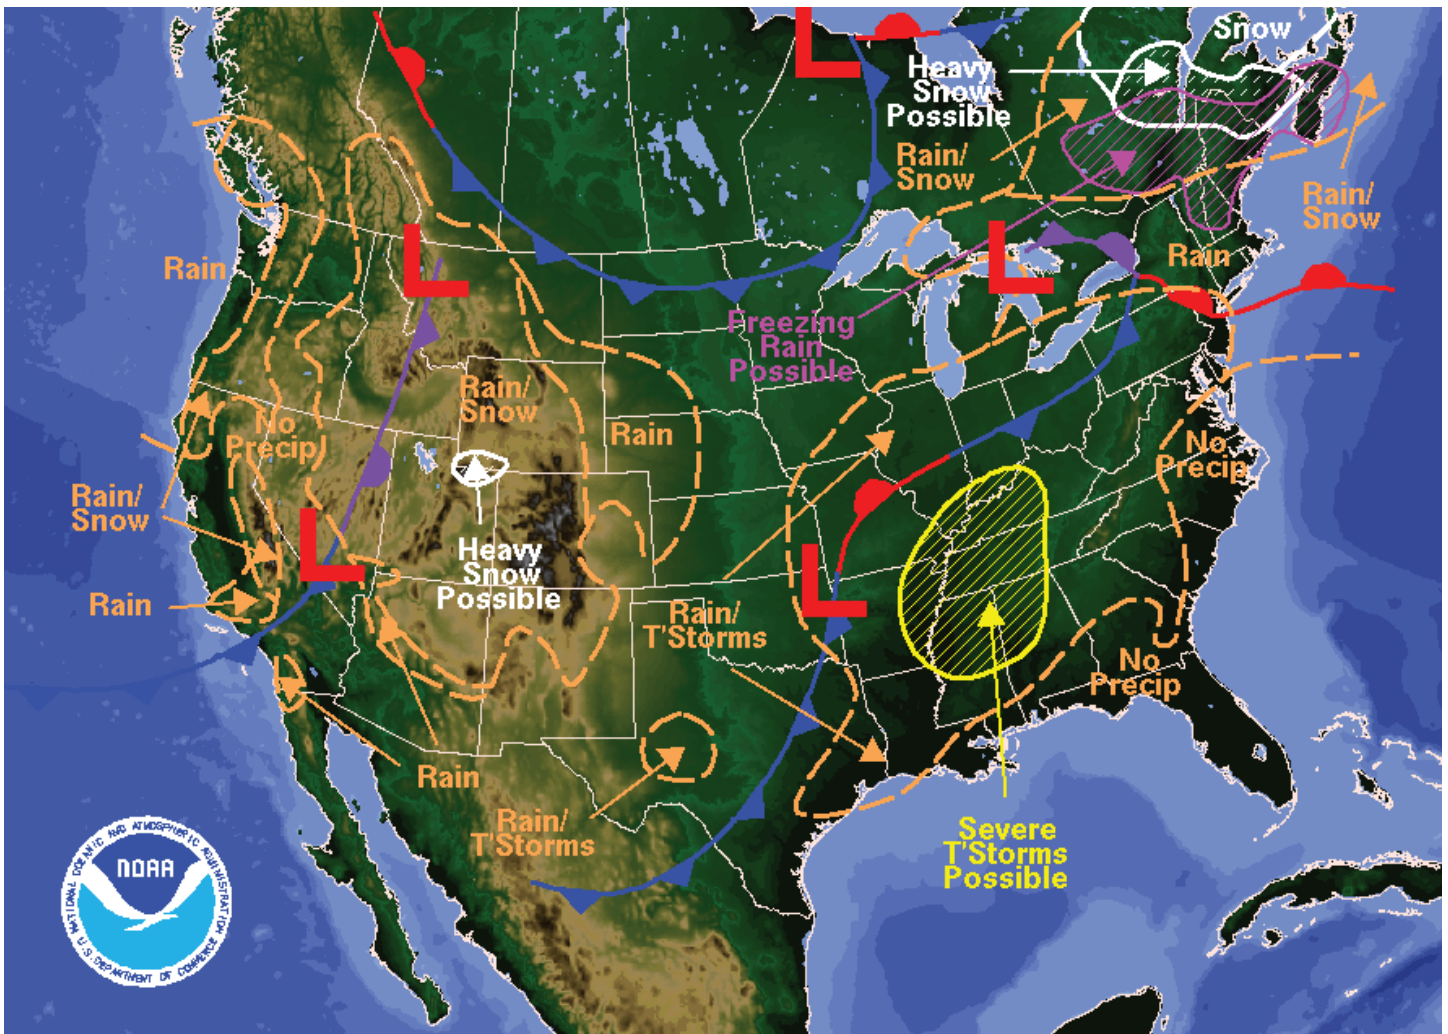 Snow
Heavy
Snow
Possible
Rain/
Snow
Rain/
Snow
Rain
Rain
L
L
L
Freezing
Rain
Possible
Rain/
Snow
No
Precip
Rain
No
Precip
Rain/
Snow
L
Heavy
Snow
Possible
L
Rain
Rain/
T'Storms
No
Precip
Rain
Rain/
T'Storms
Severe
T'Storms
Possible
NATIONAL OCEANIC AND ATMOSPHERIC ADMINISTRATION
NOAA
U.S. DEPARTMENT OF COMMERCE